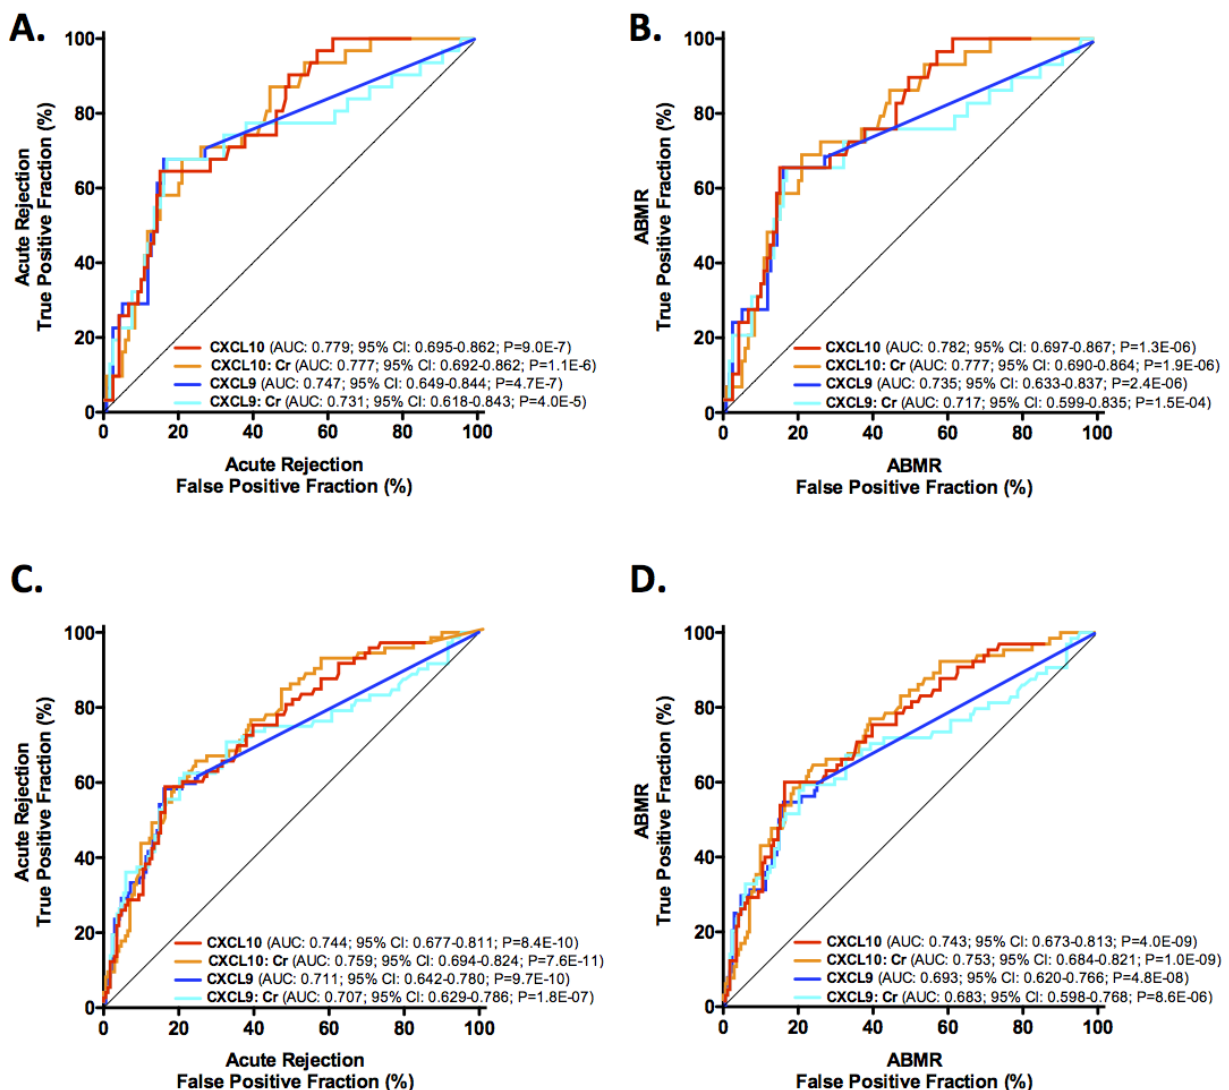 A.
100
80
60
40
20
0
Acute Rejection
True Positive Fraction (%)
CXCL10 (AUC: 0.779; 95% CI: 0.695-0.862; P=9.0E-7)
CXCL10: Cr (AUC: 0.777; 95% CI: 0.692-0.862; P=1.1E-6)
CXCL9 (AUC: 0.747; 95% CI: 0.649-0.844; P=4.7E-7)
CXCL9: Cr (AUC: 0.731; 95% CI: 0.618-0.843; P=4.0E-5)
0 20 40 60 80 100
Acute Rejection
False Positive Fraction (%)
B.
100
80
60
40
20
0
ABMR
True Positive Fraction (%)
CXCL10 (AUC: 0.782; 95% CI: 0.697-0.867; P=1.3E-06)
CXCL10: Cr (AUC: 0.777; 95% CI: 0.690-0.864; P=1.9E-06)
CXCL9 (AUC: 0.735; 95% CI: 0.633-0.837; P=2.4E-06)
CXCL9: Cr (AUC: 0.717; 95% CI: 0.599-0.835; P=1.5E-04)
0 20 40 60 80 100
ABMR
False Positive Fraction (%)
C.
100
80
60
40
20
0
Acute Rejection
True Positive Fraction (%)
CXCL10 (AUC: 0.744; 95% CI: 0.677-0.811; P=8.4E-10)
CXCL10: Cr (AUC: 0.759; 95% CI: 0.694-0.824; P=7.6E-11)
CXCL9 (AUC: 0.711; 95% CI: 0.642-0.780; P=9.7E-10)
CXCL9: Cr (AUC: 0.707; 95% CI: 0.629-0.786; P=1.8E-07)
0 20 40 60 80 100
Acute Rejection
False Positive Fraction (%)
D.
100
80
60
40
20
0
ABMR
True Positive Fraction (%)
CXCL10 (AUC: 0.743; 95% CI: 0.673-0.813; P=4.0E-09)
CXCL10: Cr (AUC: 0.753; 95% CI: 0.684-0.821; P=1.0E-09)
CXCL9 (AUC: 0.693; 95% CI: 0.620-0.766; P=4.8E-08)
CXCL9: Cr (AUC: 0.683; 95% CI: 0.598-0.768; P=8.6E-06)
0 20 40 60 80 100
ABMR
False Positive Fraction (%)